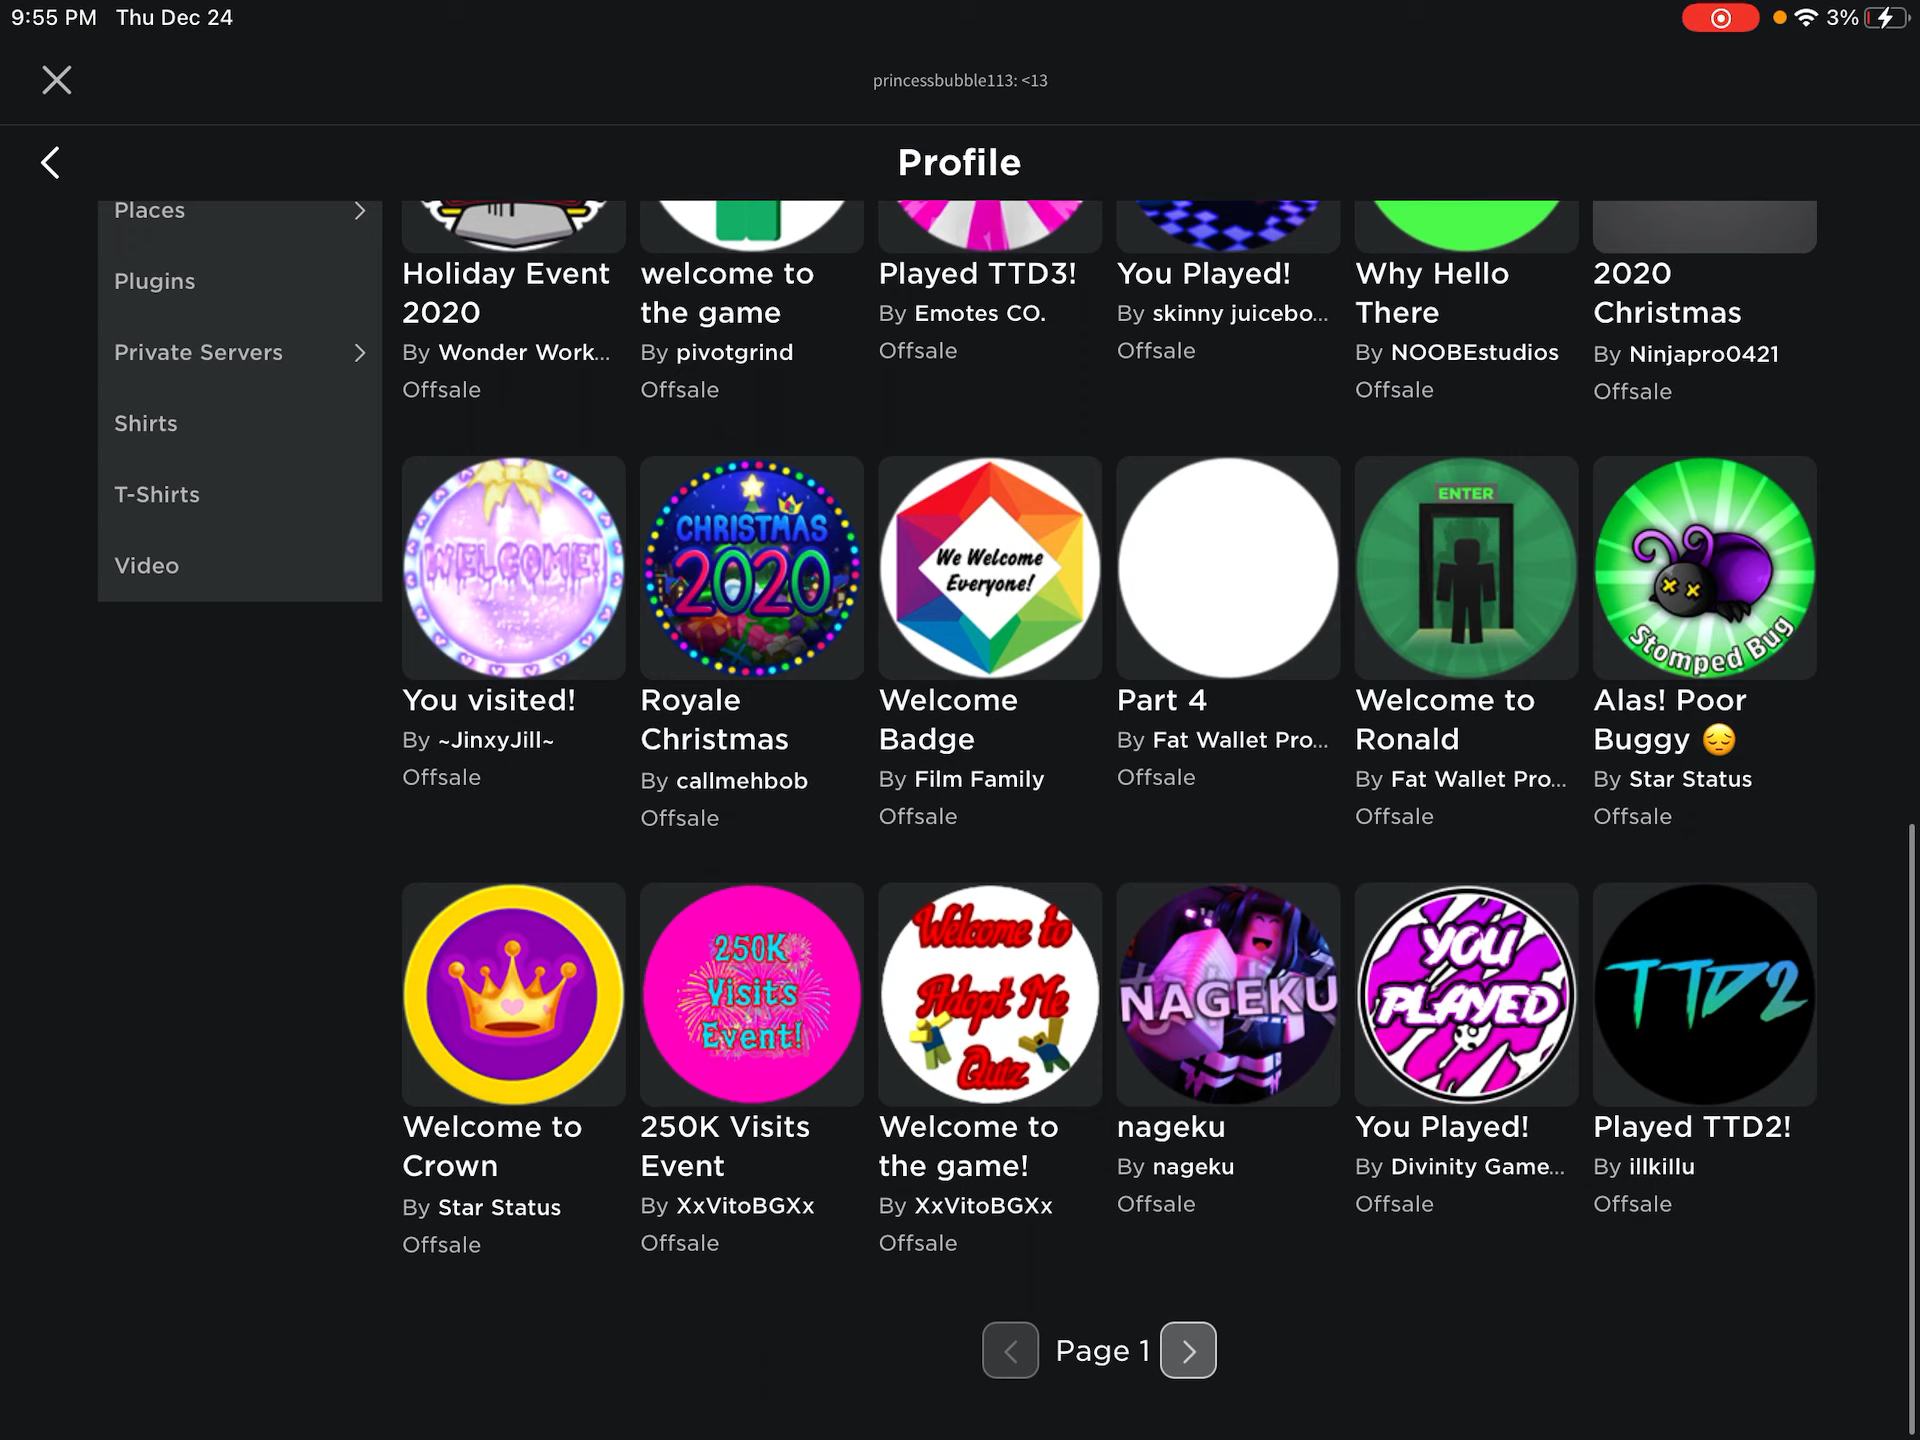 9:55 PM Thu Dec 24
3%
princessbubble113: <13
Profile
Places
Plugins
Private Servers
Shirts
T-Shirts
Video
Holiday Event
2020
By Wonder Work...
Offsale
welcome to
the game
By pivotgrind
Offsale
Played TTD3!
By Emotes CO.
Offsale
You Played!
By skinny juicebo...
Offsale
Why Hello
There
By NOOBEstudios
Offsale
2020
Christmas
By Ninjapro0421
Offsale
WELCOME!
You visited!
By ~JinxyJill~
Offsale
CHRISTMAS
2020
Royale
Christmas
By callmehbob
Offsale
We Welcome
Everyone!
Welcome
Badge
By Film Family
Offsale
Part 4
By Fat Wallet Pro...
Offsale
ENTER
Welcome to
Ronald
By Fat Wallet Pro...
Offsale
Stomped Bug
Alas! Poor
Buggy 😔
By Star Status
Offsale
Welcome to
Crown
By Star Status
Offsale
250K
Visits
Event!
250K Visits
Event
By XxVitoBGXx
Offsale
Welcome to
Adopt Me
Quiz
Welcome to
the game!
By XxVitoBGXx
Offsale
NAGEKU
nageku
By nageku
Offsale
YOU
PLAYED
You Played!
By Divinity Game...
Offsale
TTD2
Played TTD2!
By illkillu
Offsale
Page 1